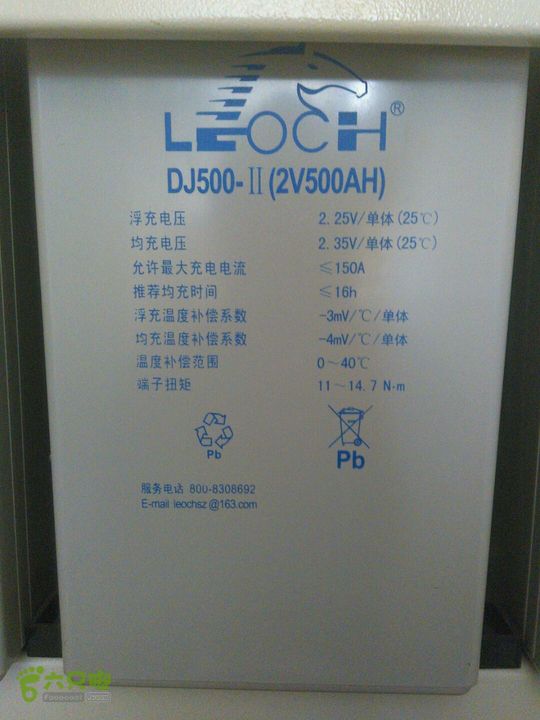 LEOCH®
DJ500-Ⅱ(2V500AH)
浮充电压 2.25V/单体(25℃)
均充电压 2.35V/单体(25℃)
允许最大充电电流 ≤150A
推荐均充时间 ≤16h
浮充温度补偿系数 -3mV/℃/单体
均充温度补偿系数 -4mV/℃/单体
温度补偿范围 0~40℃
端子扭矩 11~14.7 N·m
Pb
Pb
服务电话 800-8308692
E-mail leochsz@163.com
六只脚